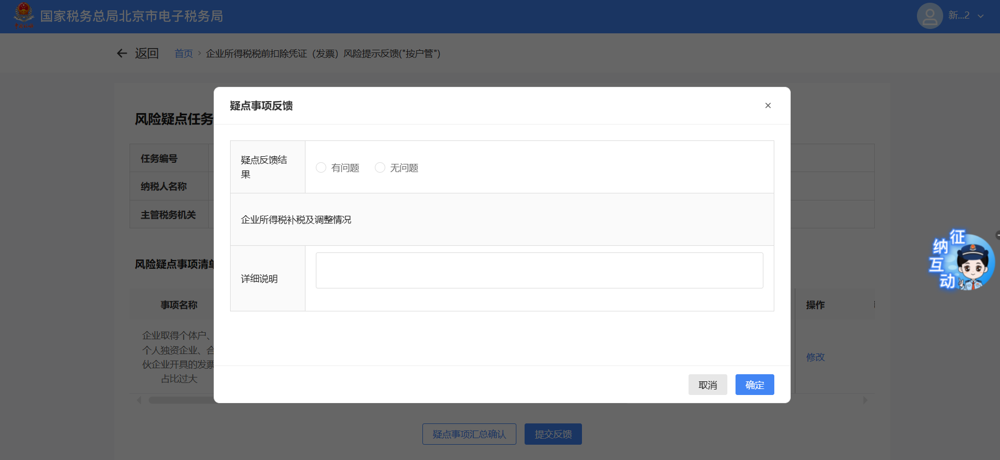 国家税务总局北京市电子税务局
新...2
返回
首页 > 企业所得税税前扣除凭证（发票）风险提示反馈("按户管")
风险疑点任务
任务编号
纳税人名称
主管税务机关
风险疑点事项清单
事项名称
操作
企业取得个体户、
个人独资企业、合
伙企业开具的发票
占比过大
修改
疑点事项汇总确认
提交反馈
疑点事项反馈
×
疑点反馈结
果
有问题
无问题
企业所得税补税及调整情况
详细说明
取消
确定
征
纳
互
动